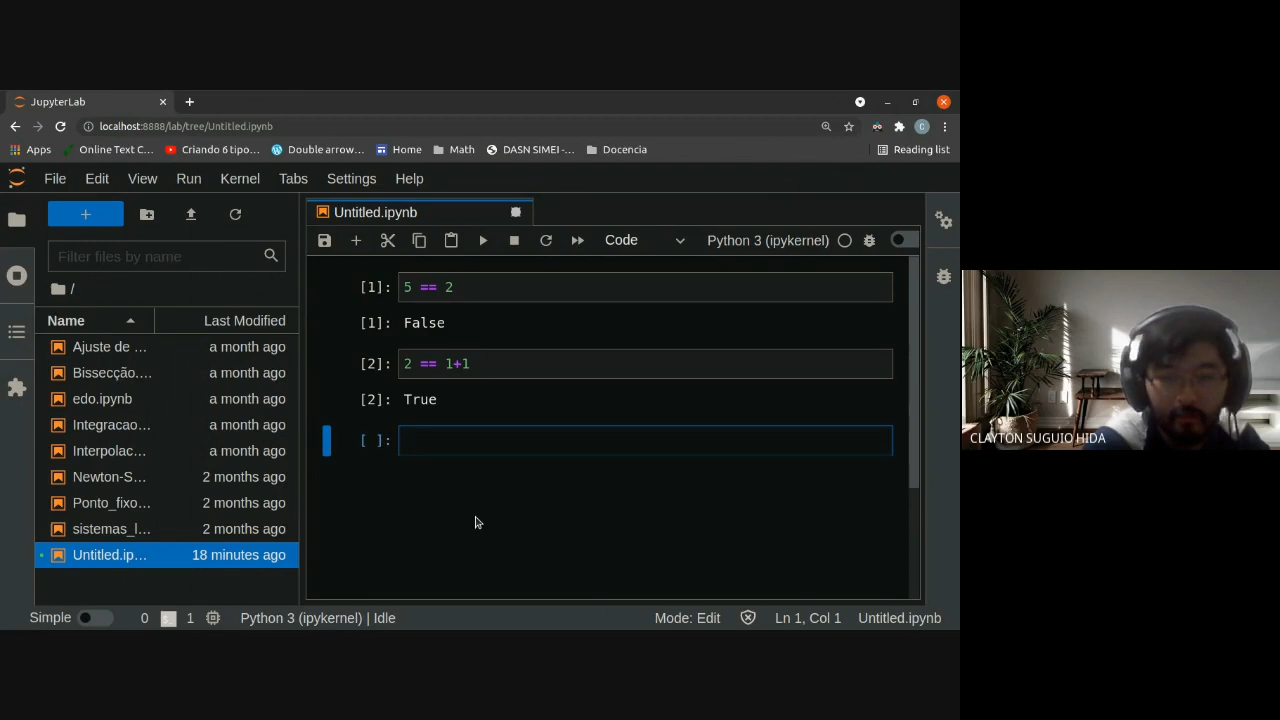 JupyterLab
localhost:8888/lab/tree/Untitled.ipynb
Apps Online Text C... Criando 6 tipo... Double arrow... Home Math DASN SIMEI -... Docencia Reading list
File Edit View Run Kernel Tabs Settings Help
Untitled.ipynb
Code Python 3 (ipykernel)
Filter files by name
/
Name Last Modified
Ajuste de ... a month ago
Bissecção.... a month ago
edo.ipynb a month ago
Integracao... a month ago
Interpolac... a month ago
Newton-S... 2 months ago
Ponto_fixo... 2 months ago
sistemas_l... 2 months ago
Untitled.ip... 18 minutes ago
[1]: 5 == 2
[1]: False
[2]: 2 == 1+1
[2]: True
[ ]:
Simple 0 1 Python 3 (ipykernel) | Idle Mode: Edit Ln 1, Col 1 Untitled.ipynb
CLAYTON SUGUIO HIDA